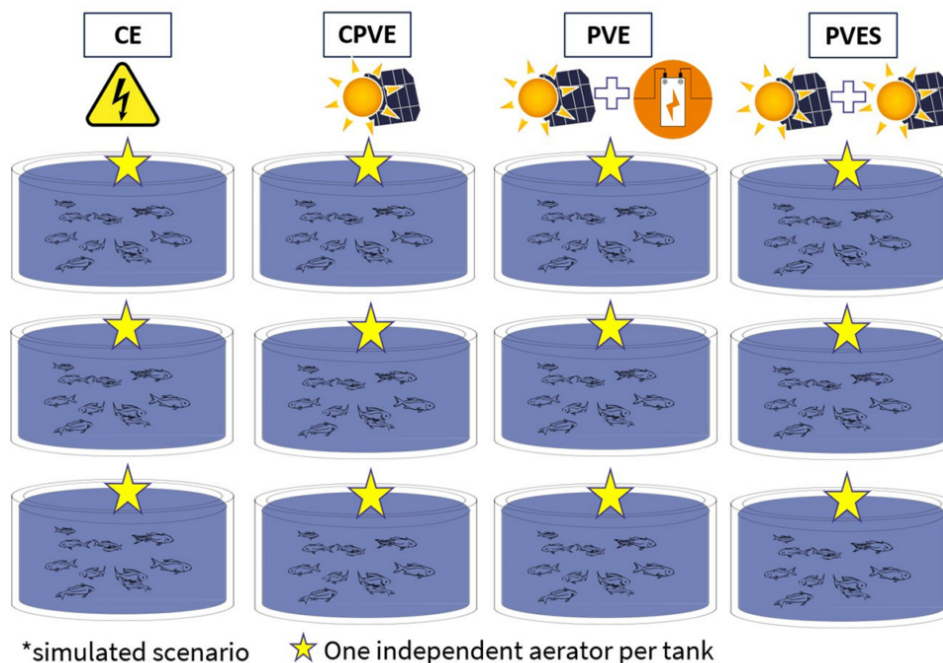 CE CPVE PVE PVES
*simulated scenario One independent aerator per tank